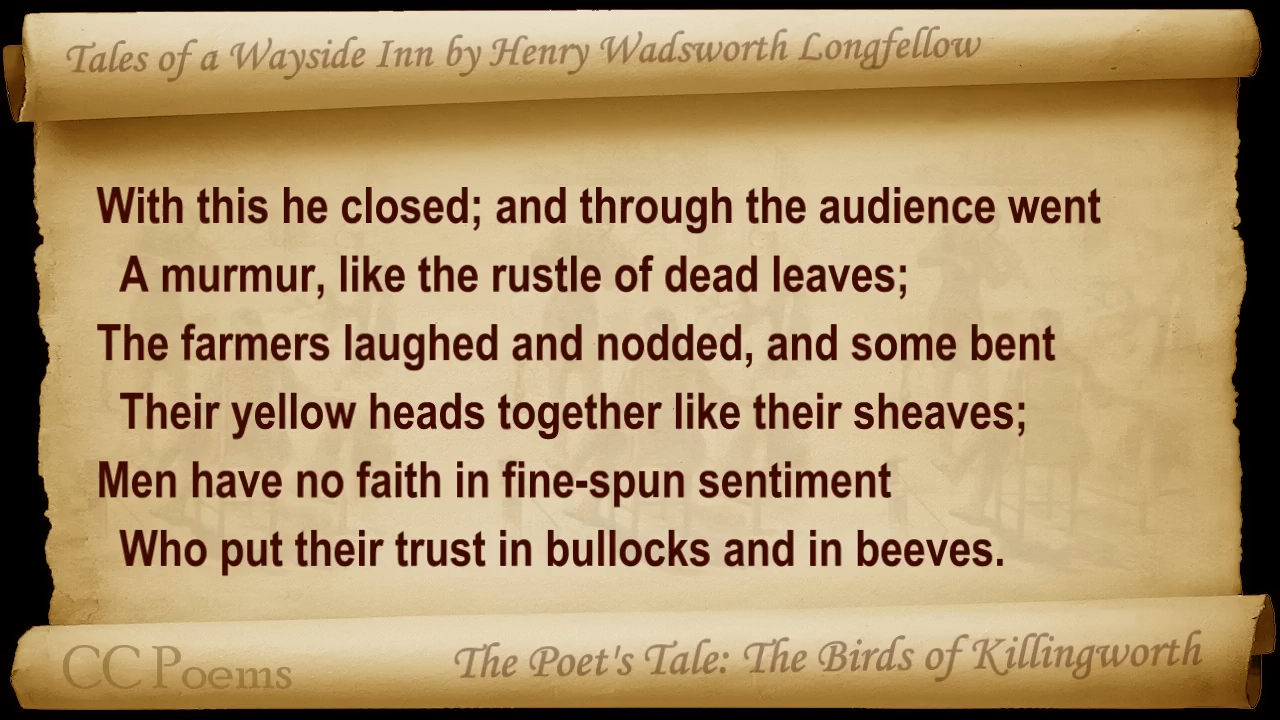 Tales of a Wayside Inn by Henry Wadsworth Longfellow
With this he closed; and through the audience went
A murmur, like the rustle of dead leaves;
The farmers laughed and nodded, and some bent
Their yellow heads together like their sheaves;
Men have no faith in fine-spun sentiment
Who put their trust in bullocks and in beeves.
CC Poems
The Poet's Tale: The Birds of Killingworth